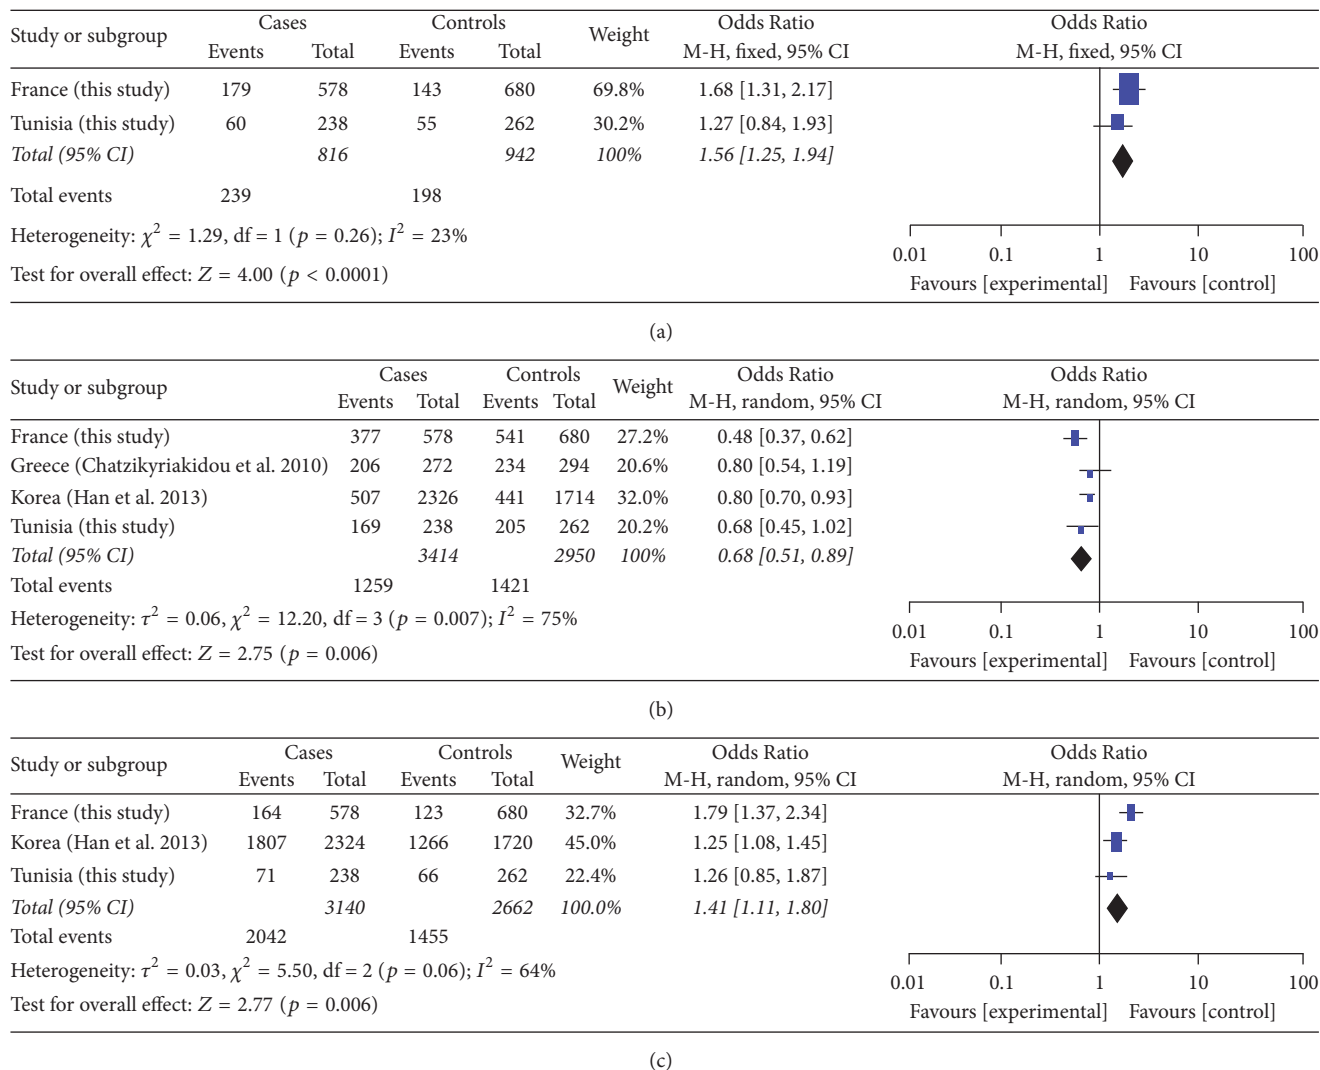 Study or subgroup Cases Controls Weight Odds Ratio Odds Ratio
Events Total Events Total M-H, fixed, 95% CI M-H, fixed, 95% CI
France (this study) 179 578 143 680 69.8% 1.68 [1.31, 2.17]
Tunisia (this study) 60 238 55 262 30.2% 1.27 [0.84, 1.93]
Total (95% CI) 816 942 100% 1.56 [1.25, 1.94]
Total events 239 198
Heterogeneity: χ² = 1.29, df = 1 (p = 0.26); I² = 23%
Test for overall effect: Z = 4.00 (p < 0.0001)
0.01 0.1 1 10 100
Favours [experimental] Favours [control]
(a)
Study or subgroup Cases Controls Weight Odds Ratio Odds Ratio
Events Total Events Total M-H, random, 95% CI M-H, random, 95% CI
France (this study) 377 578 541 680 27.2% 0.48 [0.37, 0.62]
Greece (Chatzikyriakidou et al. 2010) 206 272 234 294 20.6% 0.80 [0.54, 1.19]
Korea (Han et al. 2013) 507 2326 441 1714 32.0% 0.80 [0.70, 0.93]
Tunisia (this study) 169 238 205 262 20.2% 0.68 [0.45, 1.02]
Total (95% CI) 3414 2950 100% 0.68 [0.51, 0.89]
Total events 1259 1421
Heterogeneity: τ² = 0.06, χ² = 12.20, df = 3 (p = 0.007); I² = 75%
Test for overall effect: Z = 2.75 (p = 0.006)
0.01 0.1 1 10 100
Favours [experimental] Favours [control]
(b)
Study or subgroup Cases Controls Weight Odds Ratio Odds Ratio
Events Total Events Total M-H, random, 95% CI M-H, random, 95% CI
France (this study) 164 578 123 680 32.7% 1.79 [1.37, 2.34]
Korea (Han et al. 2013) 1807 2324 1266 1720 45.0% 1.25 [1.08, 1.45]
Tunisia (this study) 71 238 66 262 22.4% 1.26 [0.85, 1.87]
Total (95% CI) 3140 2662 100.0% 1.41 [1.11, 1.80]
Total events 2042 1455
Heterogeneity: τ² = 0.03, χ² = 5.50, df = 2 (p = 0.06); I² = 64%
Test for overall effect: Z = 2.77 (p = 0.006)
0.01 0.1 1 10 100
Favours [experimental] Favours [control]
(c)